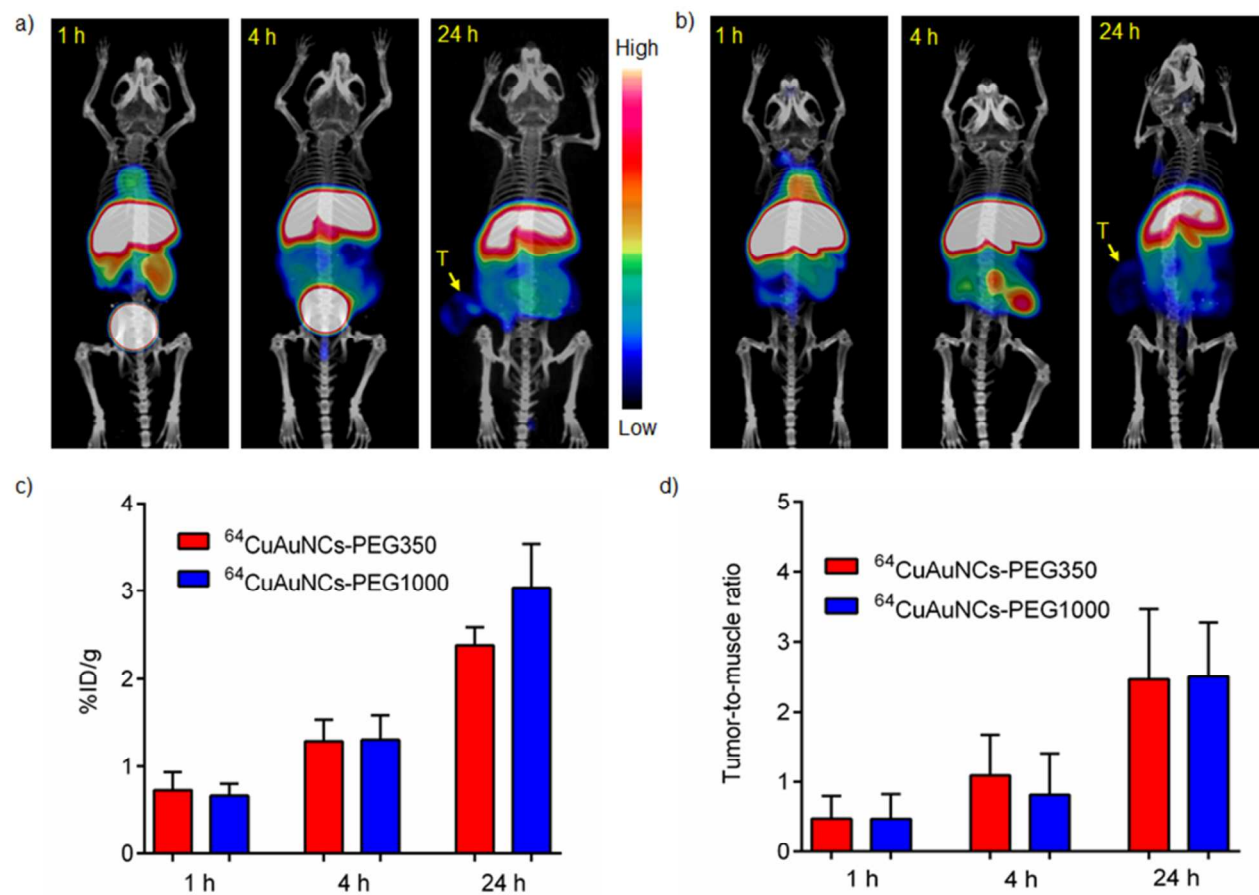 a)
1 h
4 h
24 h
T
High
Low
b)
1 h
4 h
24 h
T
c)
%ID/g
4
3
2
1
0
⁶⁴CuAuNCs-PEG350
⁶⁴CuAuNCs-PEG1000
1 h
4 h
24 h
d)
Tumor-to-muscle ratio
5
4
3
2
1
0
⁶⁴CuAuNCs-PEG350
⁶⁴CuAuNCs-PEG1000
1 h
4 h
24 h